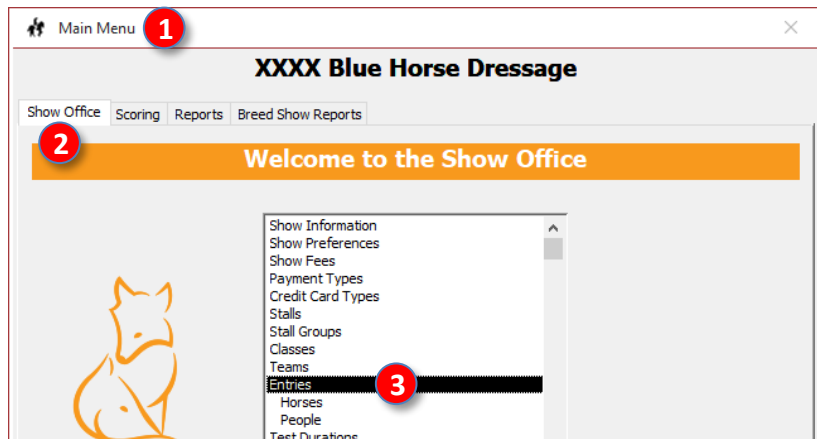 Main Menu 1
XXXX Blue Horse Dressage
Show Office Scoring Reports Breed Show Reports
2
Welcome to the Show Office
Show Information
Show Preferences
Show Fees
Payment Types
Credit Card Types
Stalls
Stall Groups
Classes
Teams
Entries 3
Horses
People
Test Durations